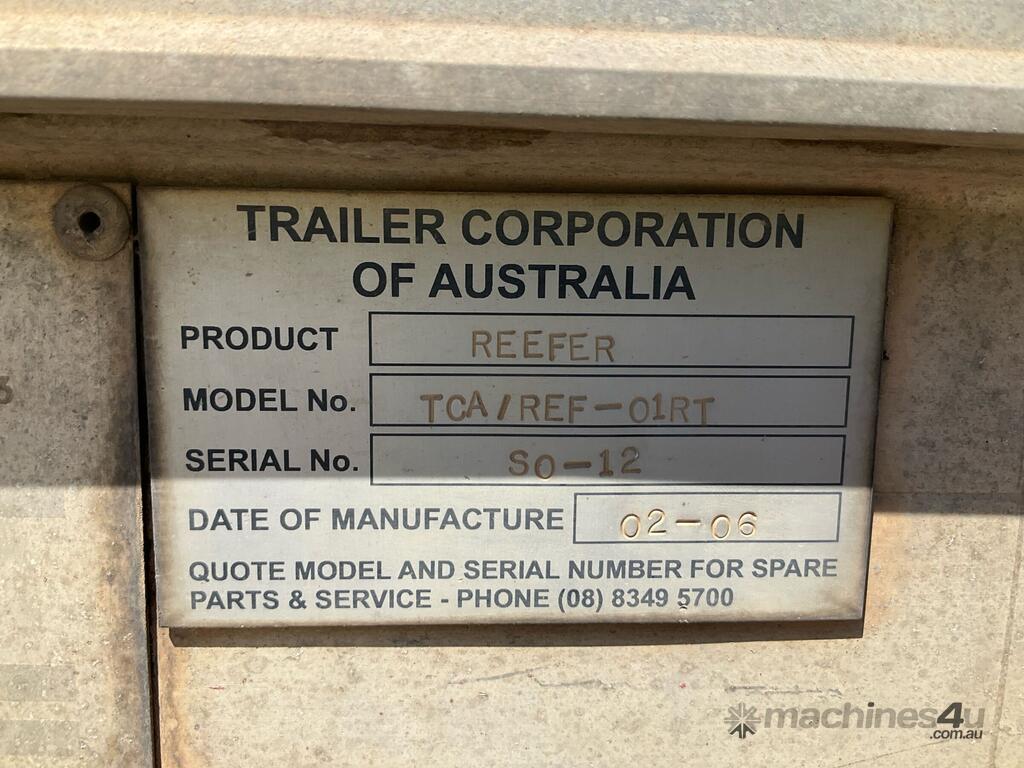 TRAILER CORPORATION
OF AUSTRALIA
PRODUCT REEFER
MODEL No. TCA/REF-01RT
SERIAL No. SO-12
DATE OF MANUFACTURE 02-06
QUOTE MODEL AND SERIAL NUMBER FOR SPARE
PARTS & SERVICE - PHONE (08) 8349 5700
machines4u
.com.au